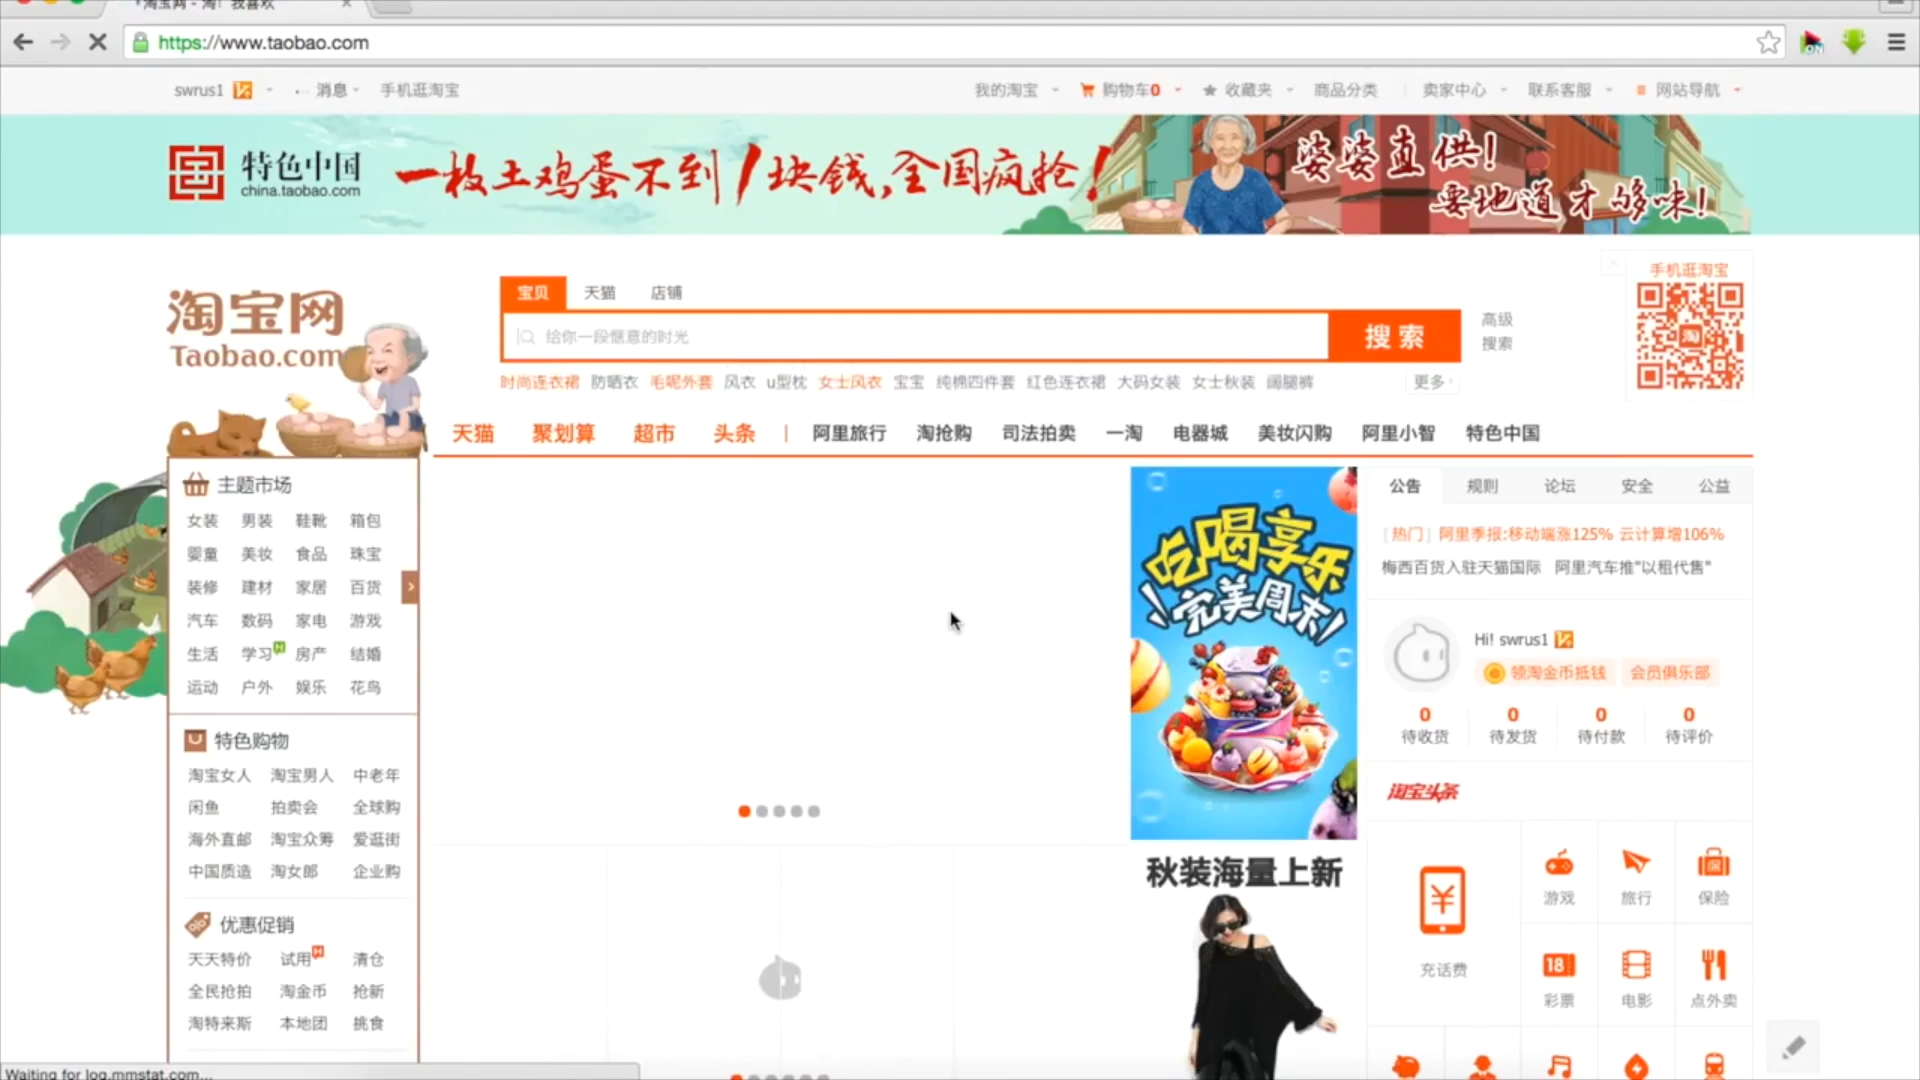 淘宝网 - 淘！我喜欢
https://www.taobao.com
swrus1 消息 手机逛淘宝 我的淘宝 购物车0 收藏夹 商品分类 卖家中心 联系客服 网站导航
特色中国
china.taobao.com
一枚土鸡蛋不到1块钱,全国疯抢!
婆婆直供!
要地道才够味!
手机逛淘宝
淘
淘宝网
Taobao.com
宝贝 天猫 店铺
给你一段惬意的时光
搜索
高级
搜索
时尚连衣裙 防晒衣 毛呢外套 风衣 u型枕 女士风衣 宝宝 纯棉四件套 红色连衣裙 大码女装 女士秋装 阔腿裤 更多
天猫 聚划算 超市 头条 阿里旅行 淘抢购 司法拍卖 一淘 电器城 美妆闪购 阿里小智 特色中国
主题市场
女装 男装 鞋靴 箱包
婴童 美妆 食品 珠宝
装修 建材 家居 百货
汽车 数码 家电 游戏
生活 学习 房产 结婚
运动 户外 娱乐 花鸟
特色购物
淘宝女人 淘宝男人 中老年
闲鱼 拍卖会 全球购
海外直邮 淘宝众筹 爱逛街
中国质造 淘女郎 企业购
优惠促销
天天特价 试用 清仓
全民抢拍 淘金币 抢新
淘特来斯 本地团 挑食
吃喝享乐
完美周末
秋装海量上新
公告 规则 论坛 安全 公益
[热门] 阿里季报:移动端涨125% 云计算增106%
梅西百货入驻天猫国际 阿里汽车推"以租代售"
Hi! swrus1
领淘金币抵钱 会员俱乐部
0 0 0 0
待收货 待发货 待付款 待评价
淘宝头条
充话费
游戏 旅行 保险
18
彩票 电影 点外卖
Waiting for log.mmstat.com...